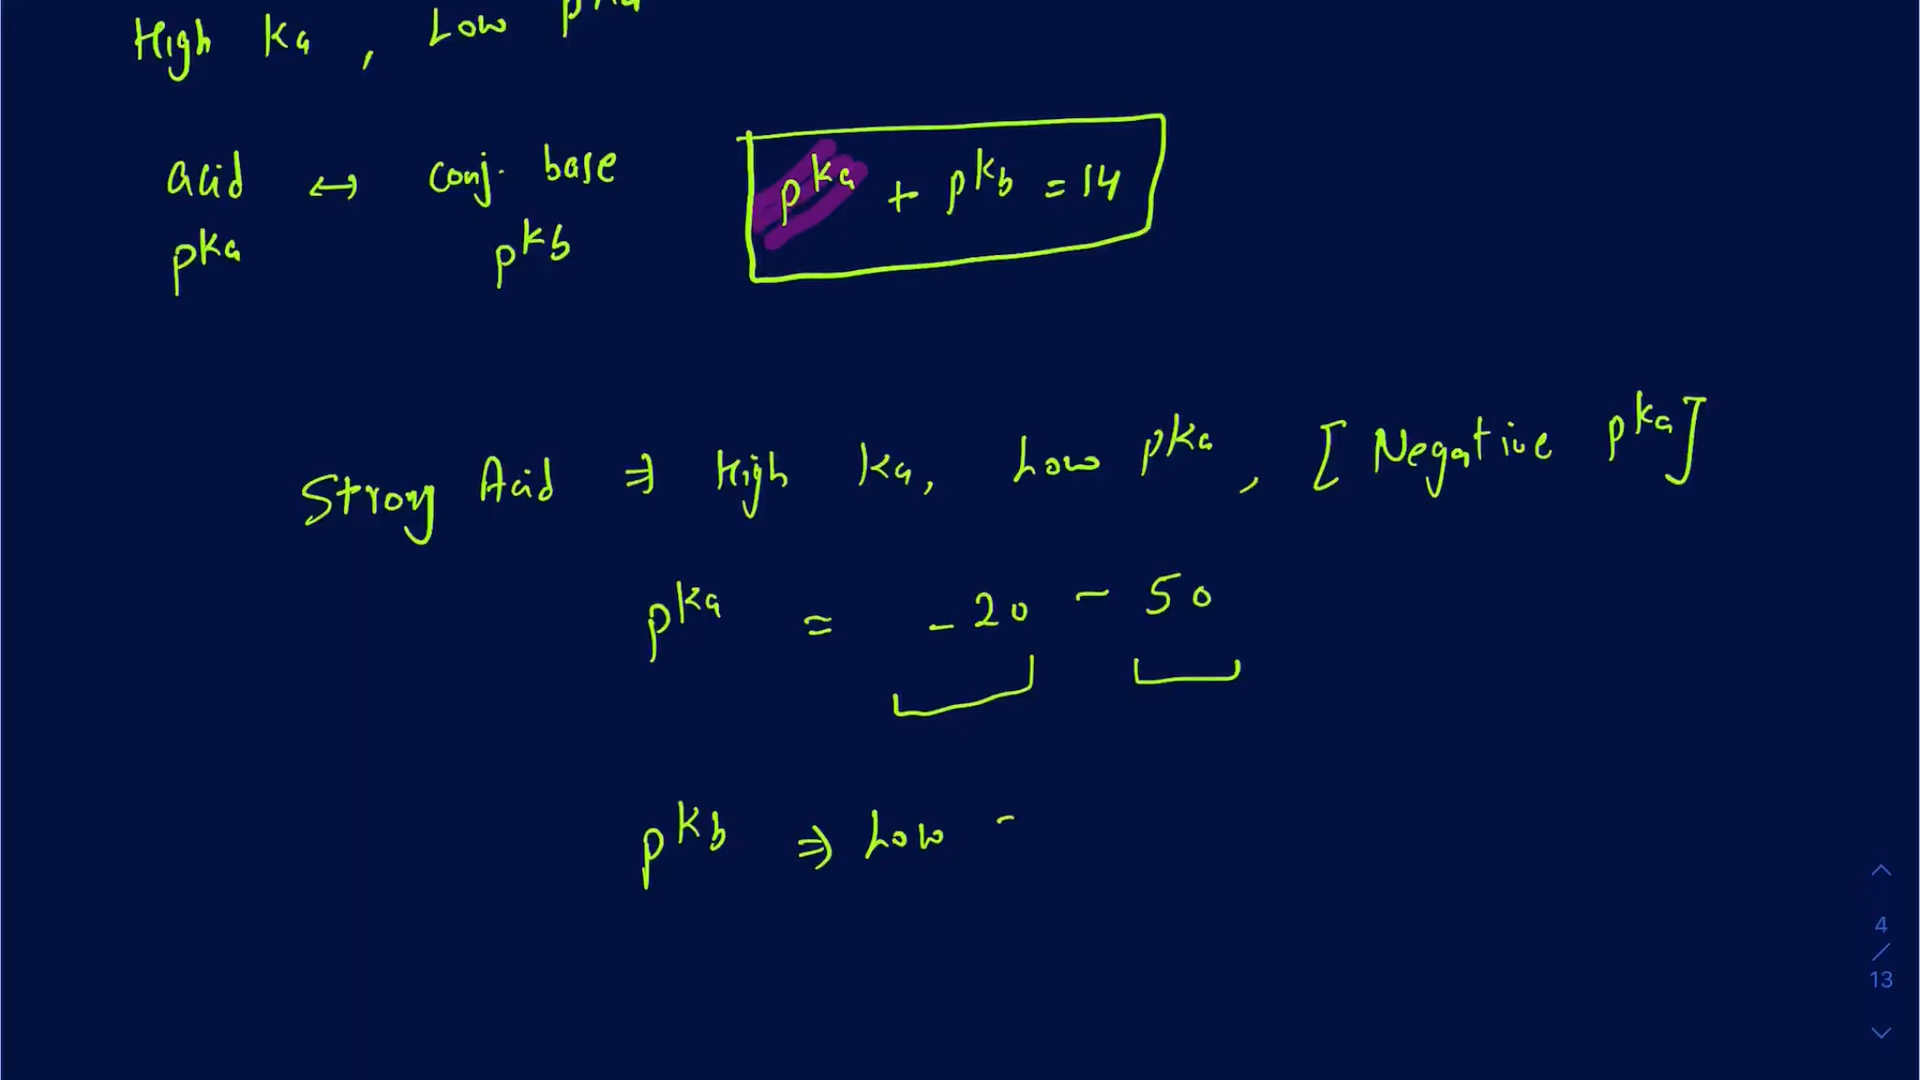 High Ka , Low pKa
acid ↔ conj. base
pKa pKb
pKa + pKb = 14
Strong Acid ⇒ High Ka, Low pKa, [Negative pKa]
pKa = -20 - 50
pKb ⇒ Low -
4
/
13